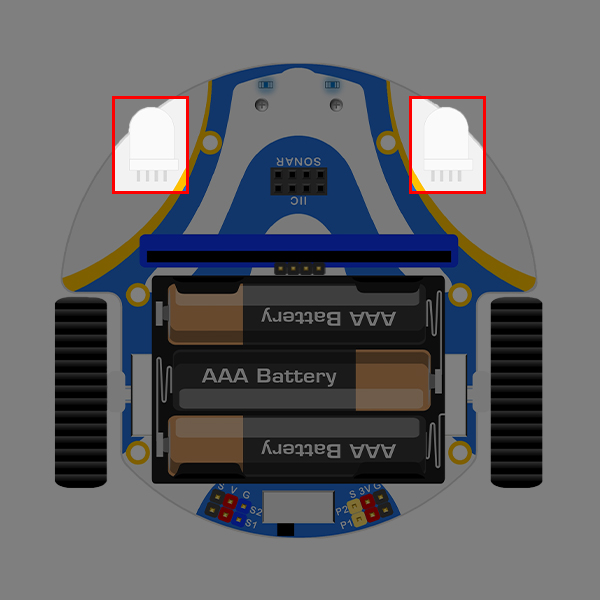 SONAR
IIC
AAA Battery
AAA Battery
AAA Battery
S V G
S2
S1
S 3V G
P2
P1